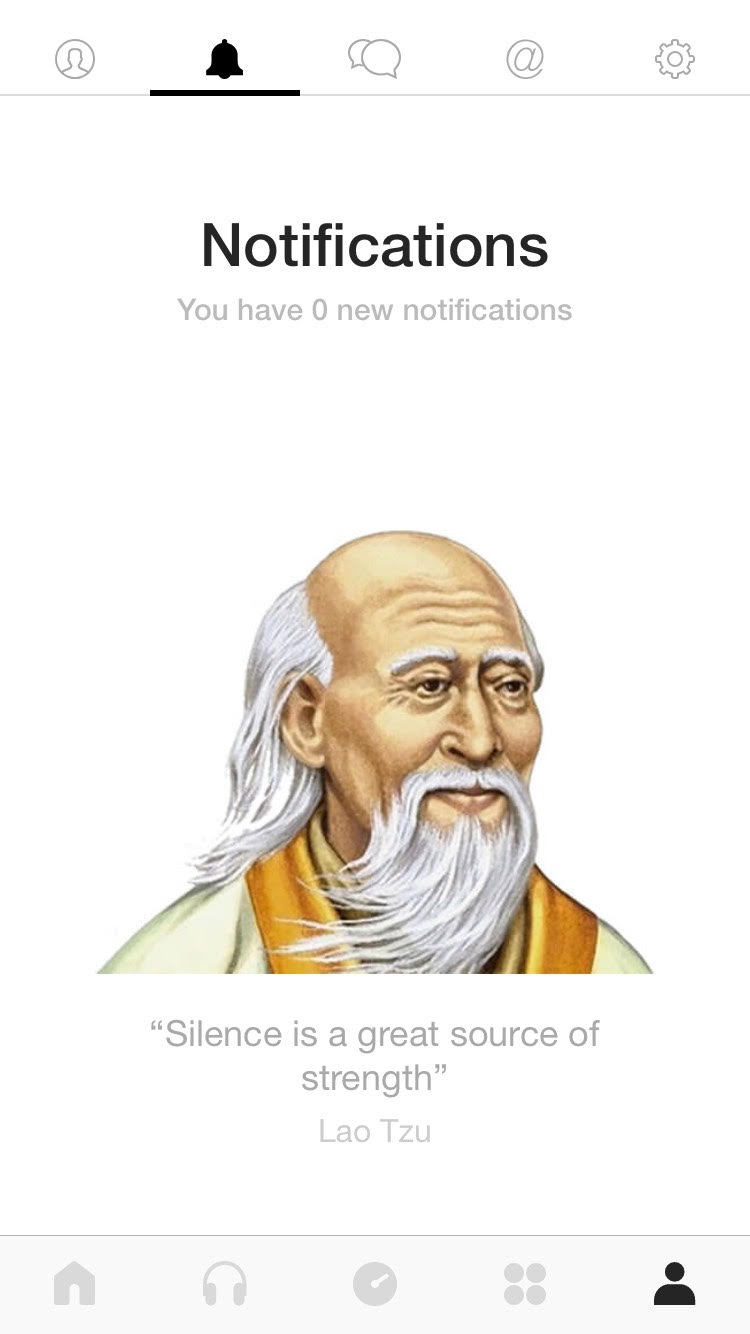 Notifications
You have 0 new notifications
“Silence is a great source of
strength”
Lao Tzu